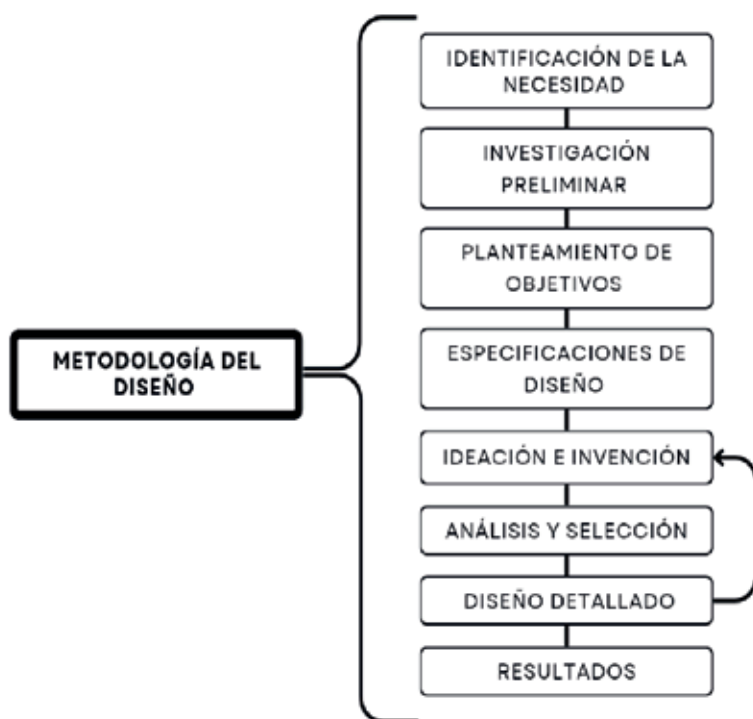 METODOLOGÍA DEL
DISEÑO
IDENTIFICACIÓN DE LA
NECESIDAD
INVESTIGACIÓN
PRELIMINAR
PLANTEAMIENTO DE
OBJETIVOS
ESPECIFICACIONES DE
DISEÑO
IDEACIÓN E INVENCIÓN
ANÁLISIS Y SELECCIÓN
DISEÑO DETALLADO
RESULTADOS